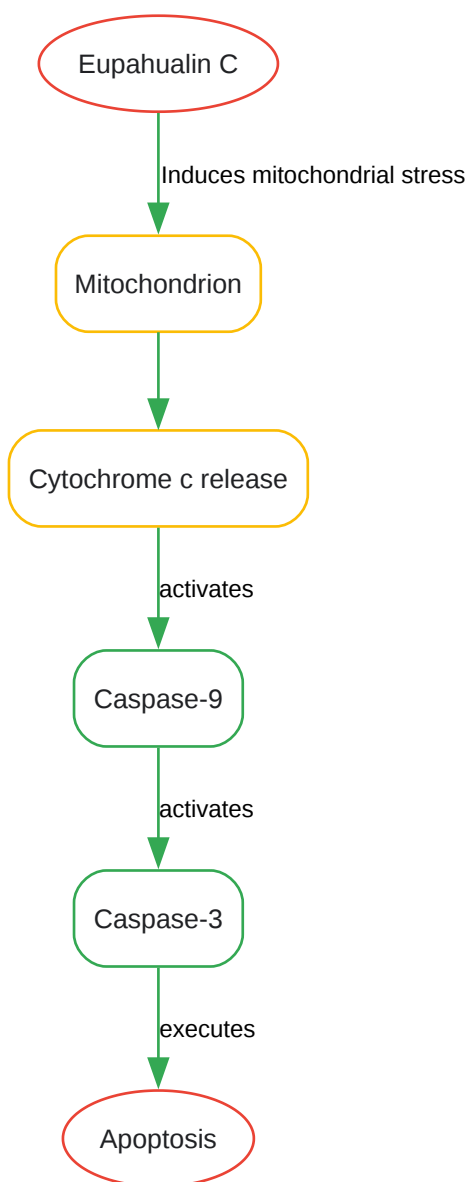 Eupahualin C
Induces mitochondrial stress
Mitochondrion
Cytochrome c release
activates
Caspase-9
activates
Caspase-3
executes
Apoptosis